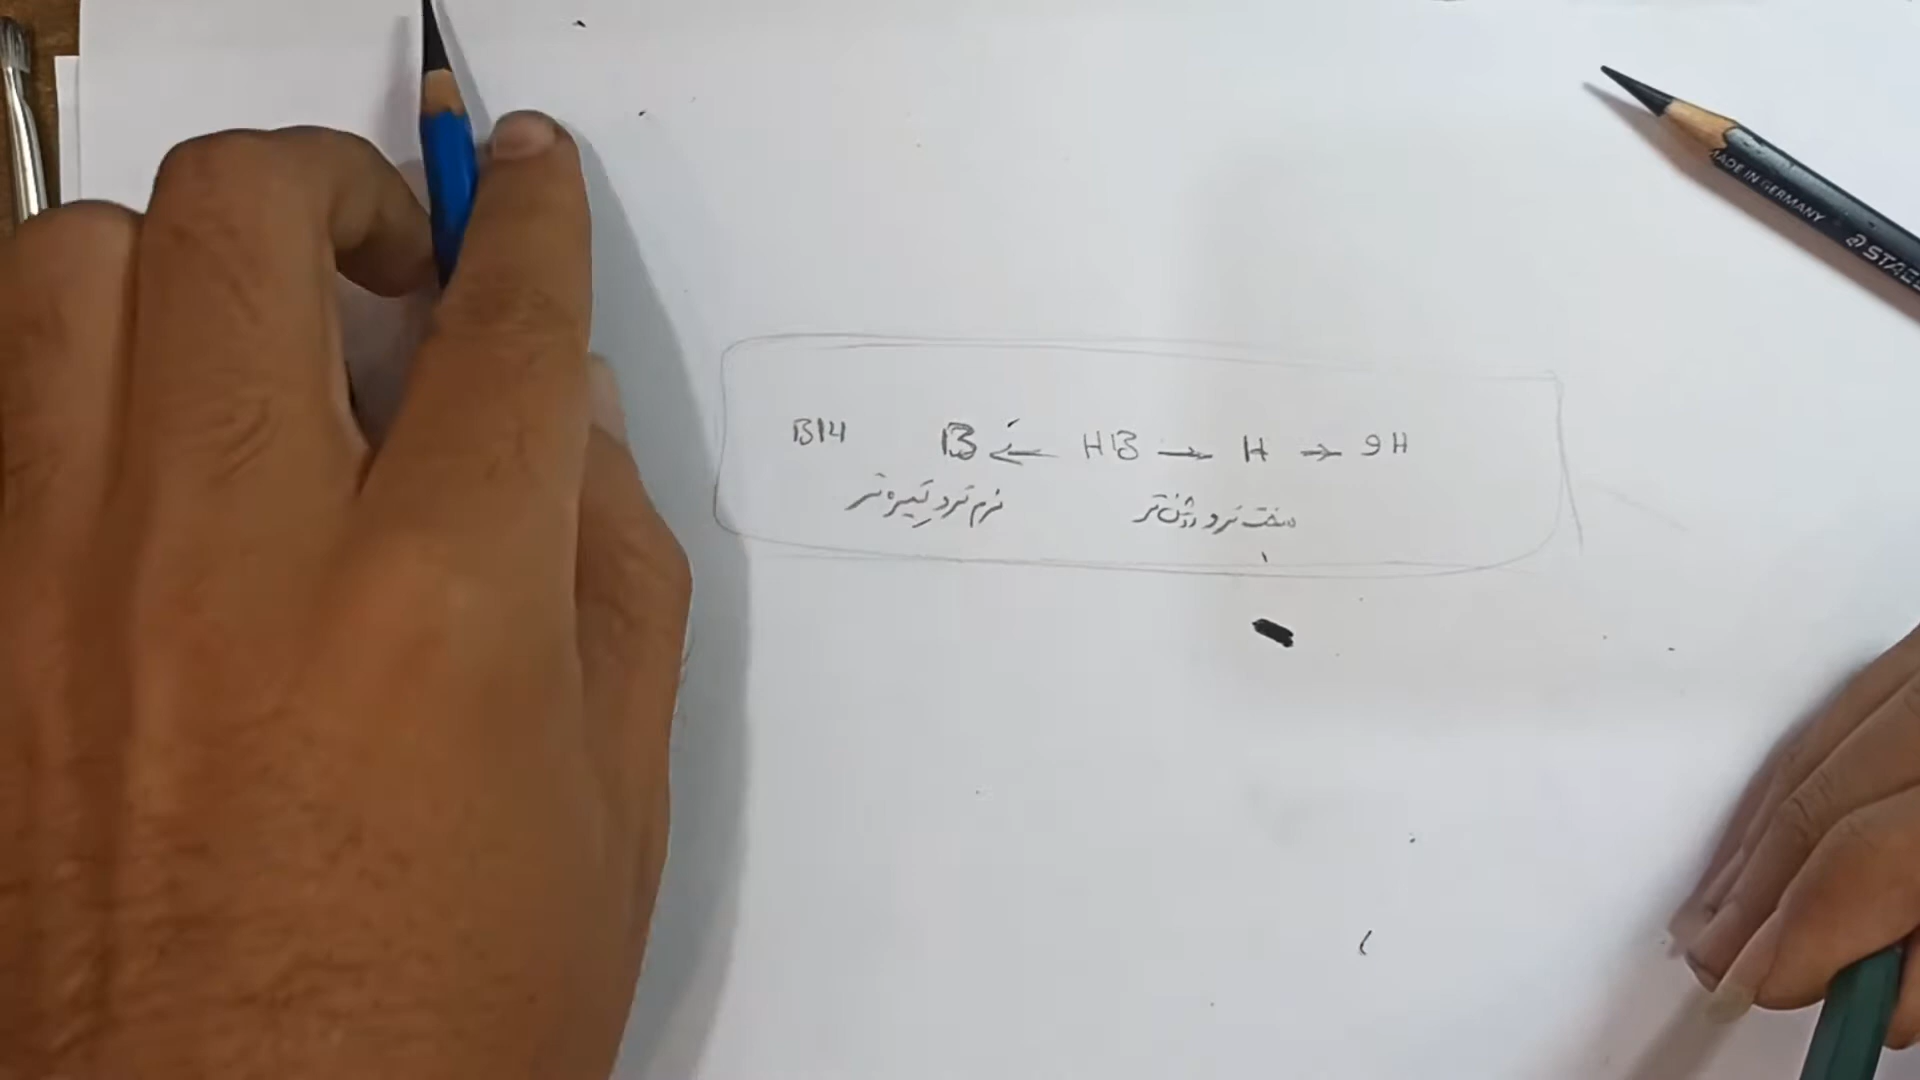 B14 B ← HB → H → 9H
نرم تر و تیره تر
سخت تر و روشن تر
MADE IN GERMANY
STAE